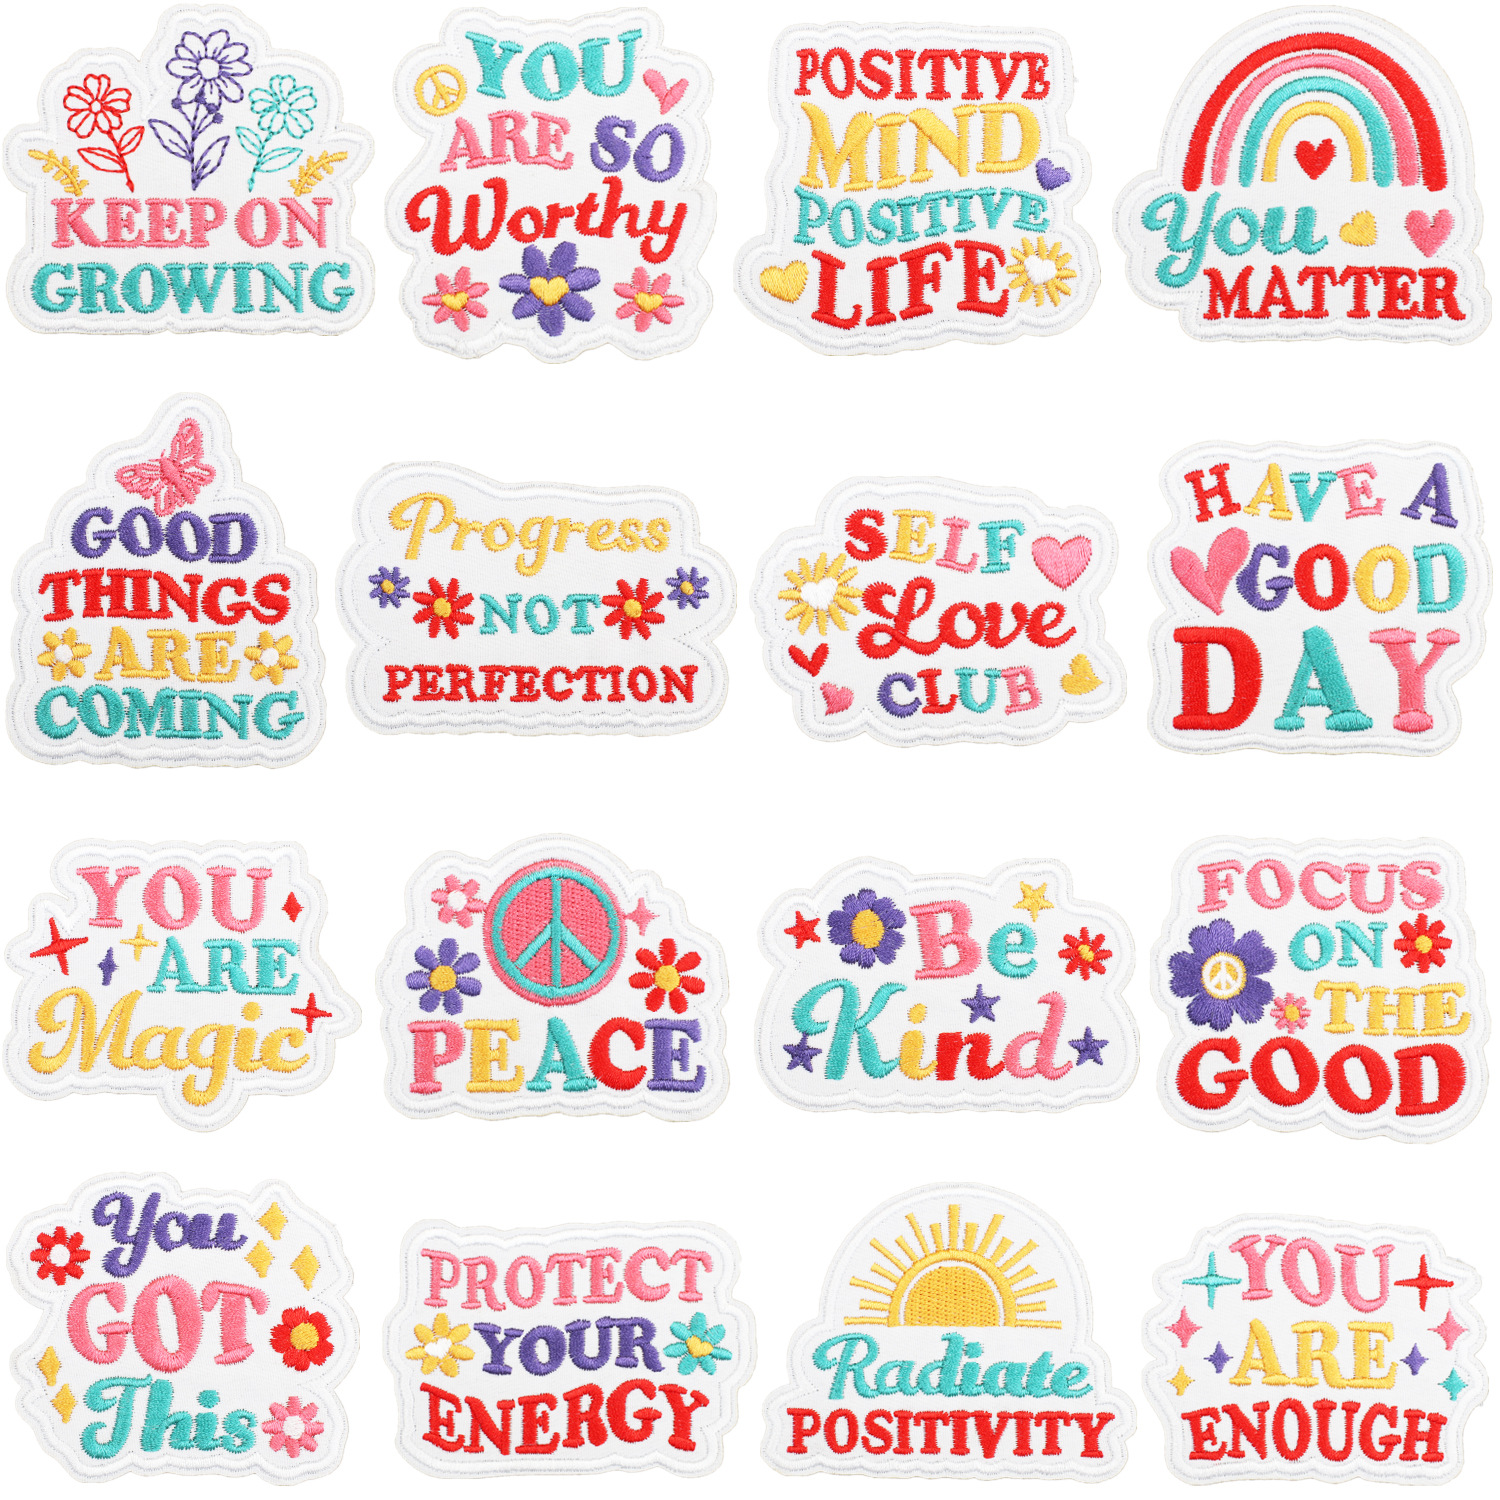 KEEP ON
GROWING
YOU
ARE SO
Worthy
POSITIVE
MIND
POSITIVE
LIFE
You
MATTER
GOOD
THINGS
ARE
COMING
Progress
NOT
PERFECTION
SELF
Love
CLUB
HAVE A
GOOD
DAY
YOU
ARE
Magic
PEACE
Be
Kind
FOCUS
ON
THE
GOOD
You
GOT
This
PROTECT
YOUR
ENERGY
Radiate
POSITIVITY
YOU
ARE
ENOUGH